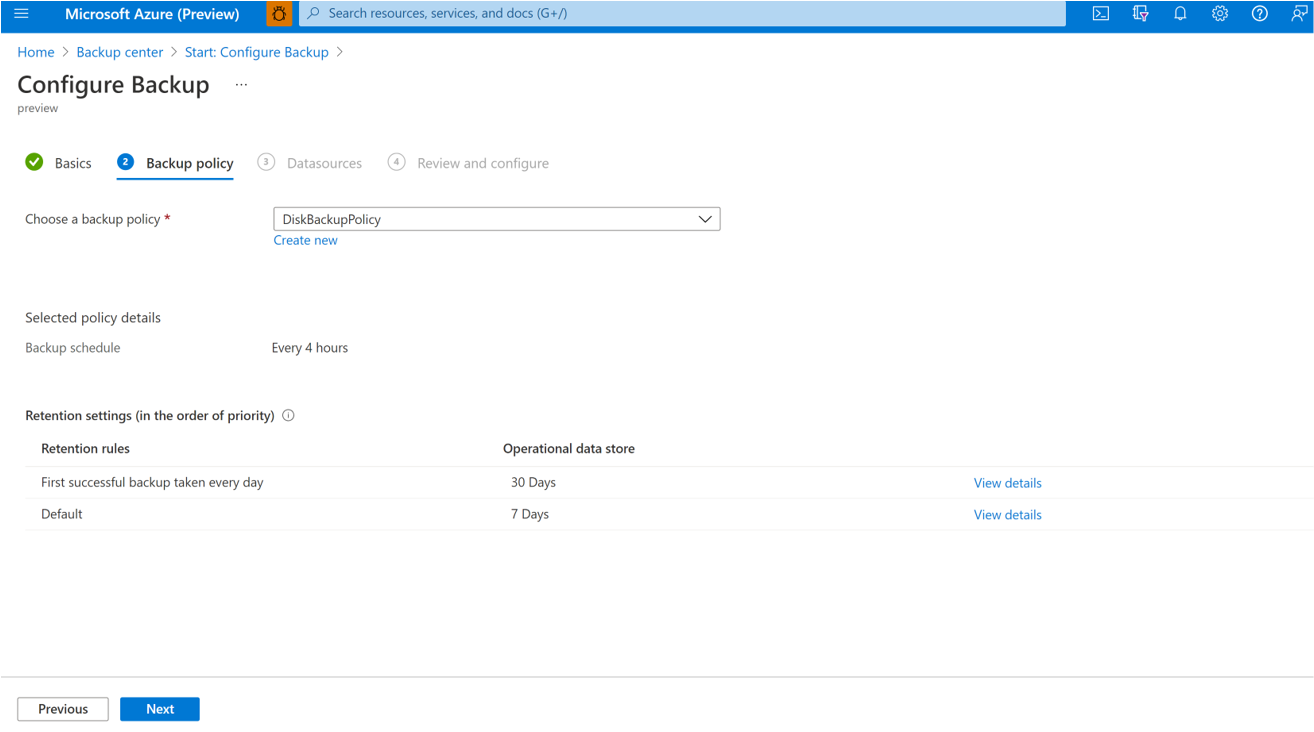 Microsoft Azure (Preview)
Search resources, services, and docs (G+/)
Home > Backup center > Start: Configure Backup >
Configure Backup ...
preview
Basics 2 Backup policy 3 Datasources 4 Review and configure
Choose a backup policy * DiskBackupPolicy
Create new
Selected policy details
Backup schedule Every 4 hours
Retention settings (in the order of priority)
Retention rules Operational data store
First successful backup taken every day 30 Days View details
Default 7 Days View details
Previous Next